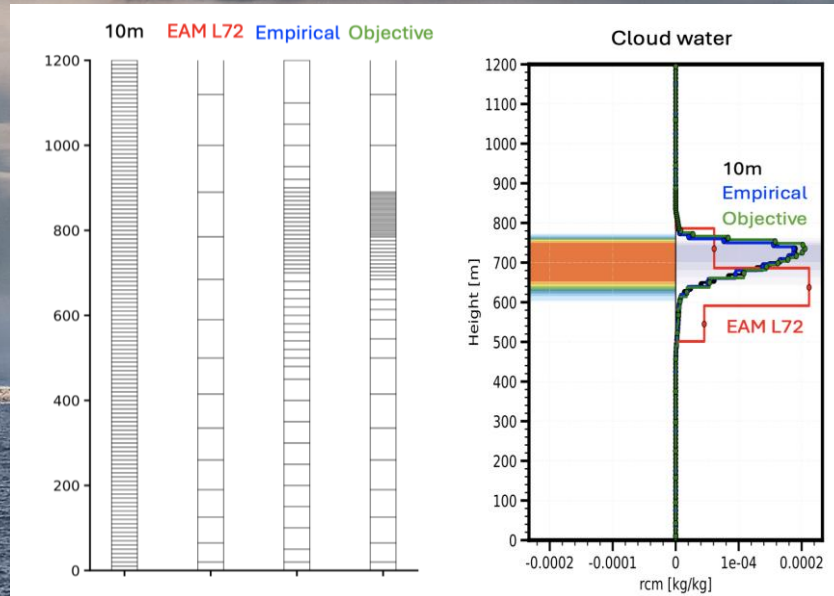 10m EAM L72 Empirical Objective
1200
1000
800
600
400
200
0
Cloud water
1200
1100
1000
900
800
700
600
500
400
300
200
100
0
Height [m]
10m
Empirical
Objective
EAM L72
-0.0002 -0.0001 0 1e-04 0.0002
rcm [kg/kg]